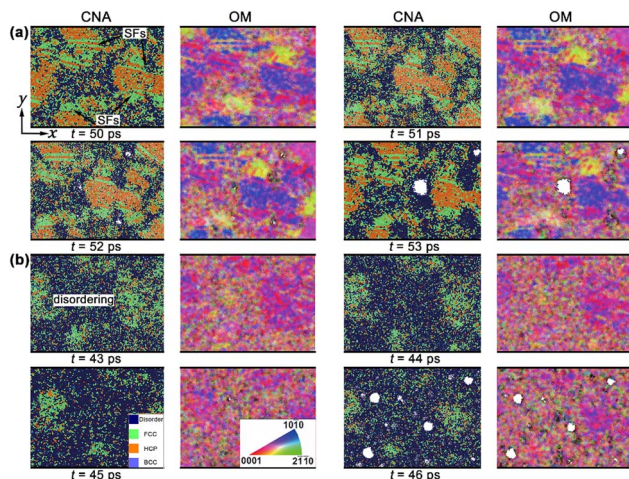 CNA OM CNA OM
(a) SFs
y
x SFs
t = 50 ps t = 51 ps
t = 52 ps t = 53 ps
(b)
disordering
t = 43 ps t = 44 ps
Disorder
FCC
HCP
BCC
1010
0001 2110
t = 45 ps t = 46 ps